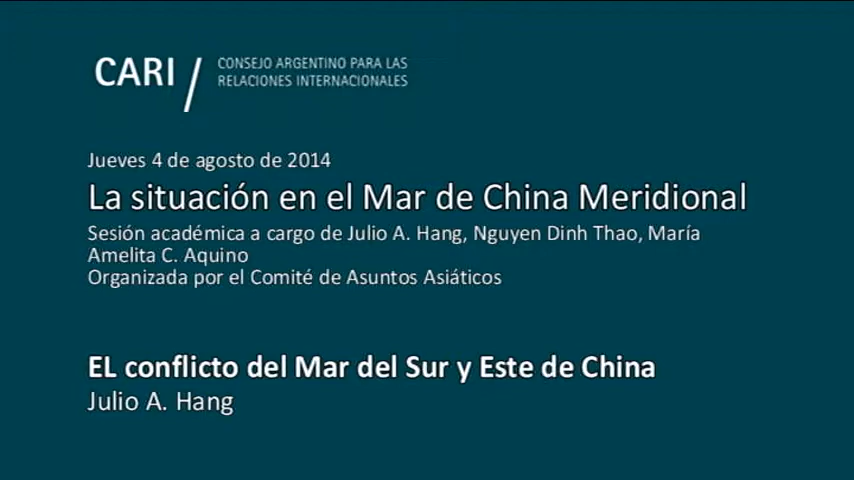 CARI / CONSEJO ARGENTINO PARA LAS
RELACIONES INTERNACIONALES
Jueves 4 de agosto de 2014
La situación en el Mar de China Meridional
Sesión académica a cargo de Julio A. Hang, Nguyen Dinh Thao, María
Amelita C. Aquino
Organizada por el Comité de Asuntos Asiáticos
EL conflicto del Mar del Sur y Este de China
Julio A. Hang